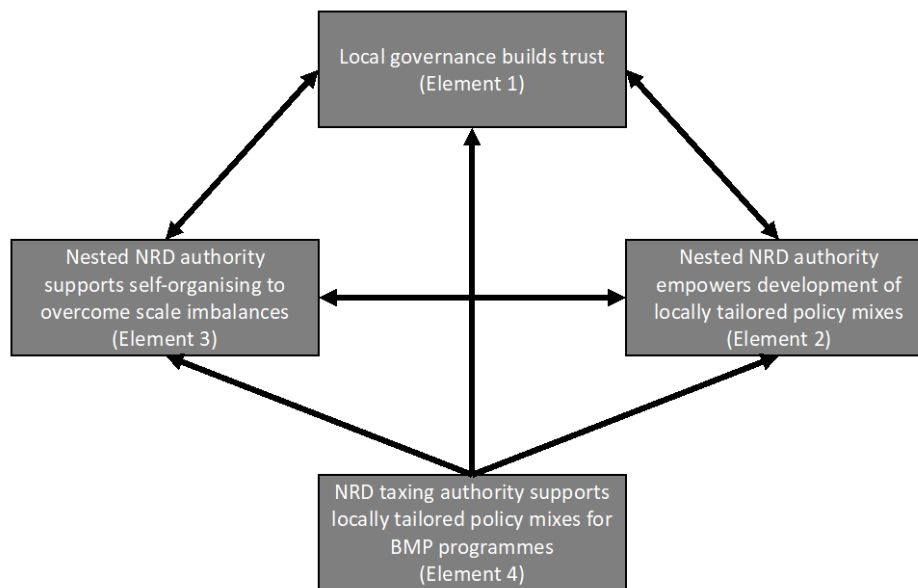 Local governance builds trust
(Element 1)
Nested NRD authority
supports self-organising to
overcome scale imbalances
(Element 3)
Nested NRD authority
empowers development of
locally tailored policy mixes
(Element 2)
NRD taxing authority supports
locally tailored policy mixes for
BMP programmes
(Element 4)